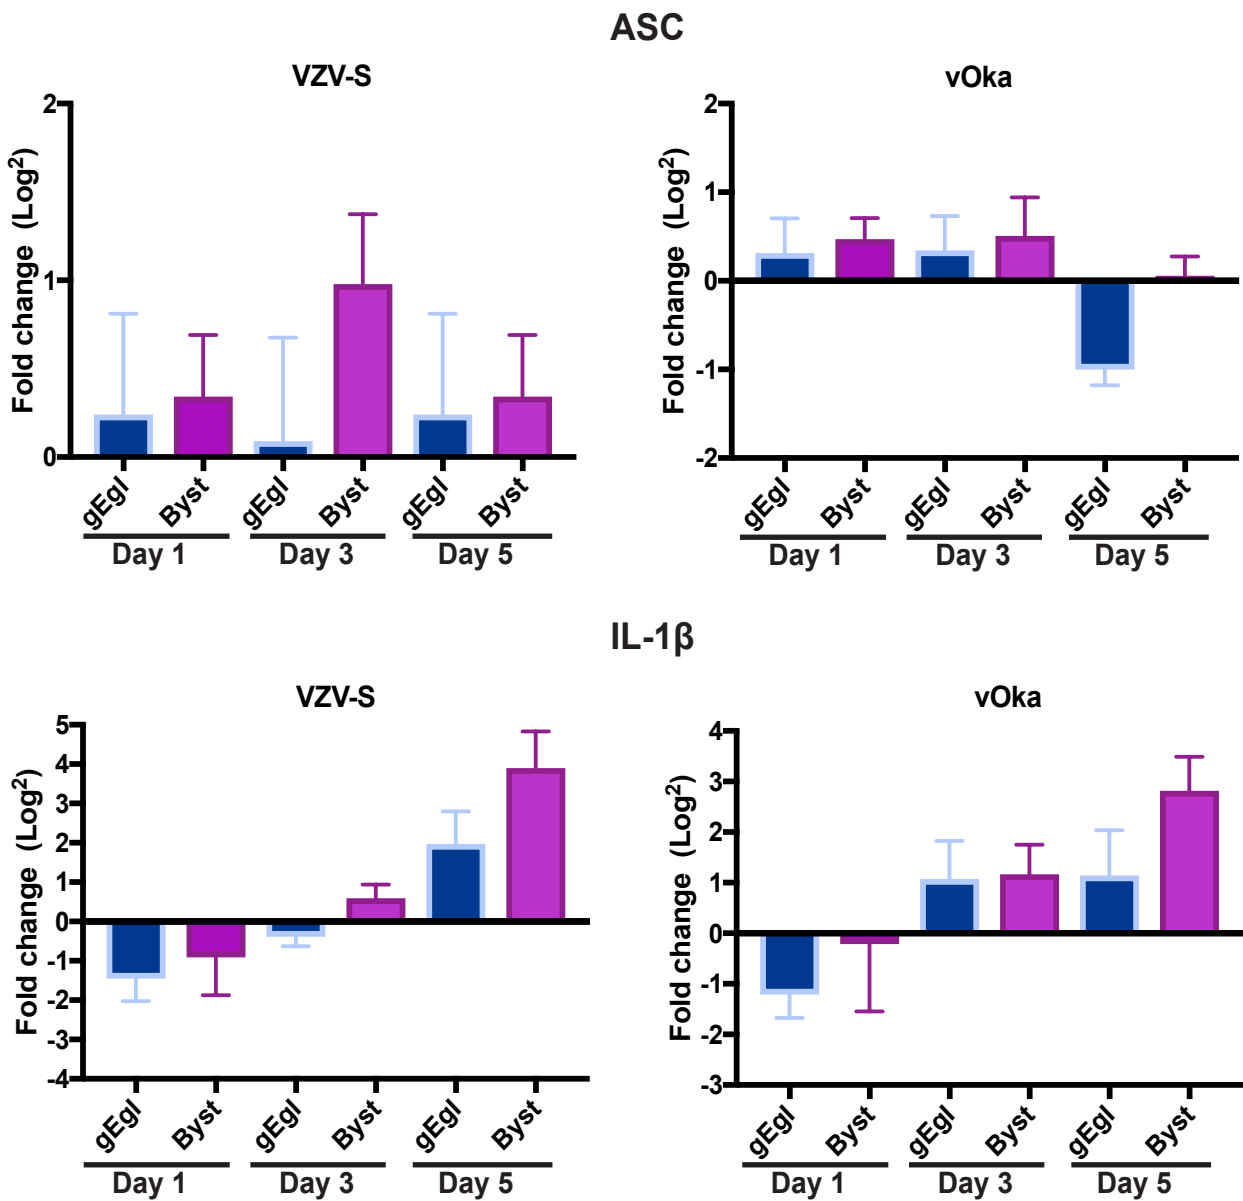 ASC
VZV-S
Fold change (Log²)
2
1
0
gEgI
Byst
gEgI
Byst
gEgI
Byst
Day 1
Day 3
Day 5
vOka
Fold change (Log²)
2
1
0
-1
-2
gEgI
Byst
gEgI
Byst
gEgI
Byst
Day 1
Day 3
Day 5
IL-1β
VZV-S
Fold change (Log²)
5
4
3
2
1
0
-1
-2
-3
-4
gEgI
Byst
gEgI
Byst
gEgI
Byst
Day 1
Day 3
Day 5
vOka
Fold change (Log²)
4
3
2
1
0
-1
-2
-3
gEgI
Byst
gEgI
Byst
gEgI
Byst
Day 1
Day 3
Day 5